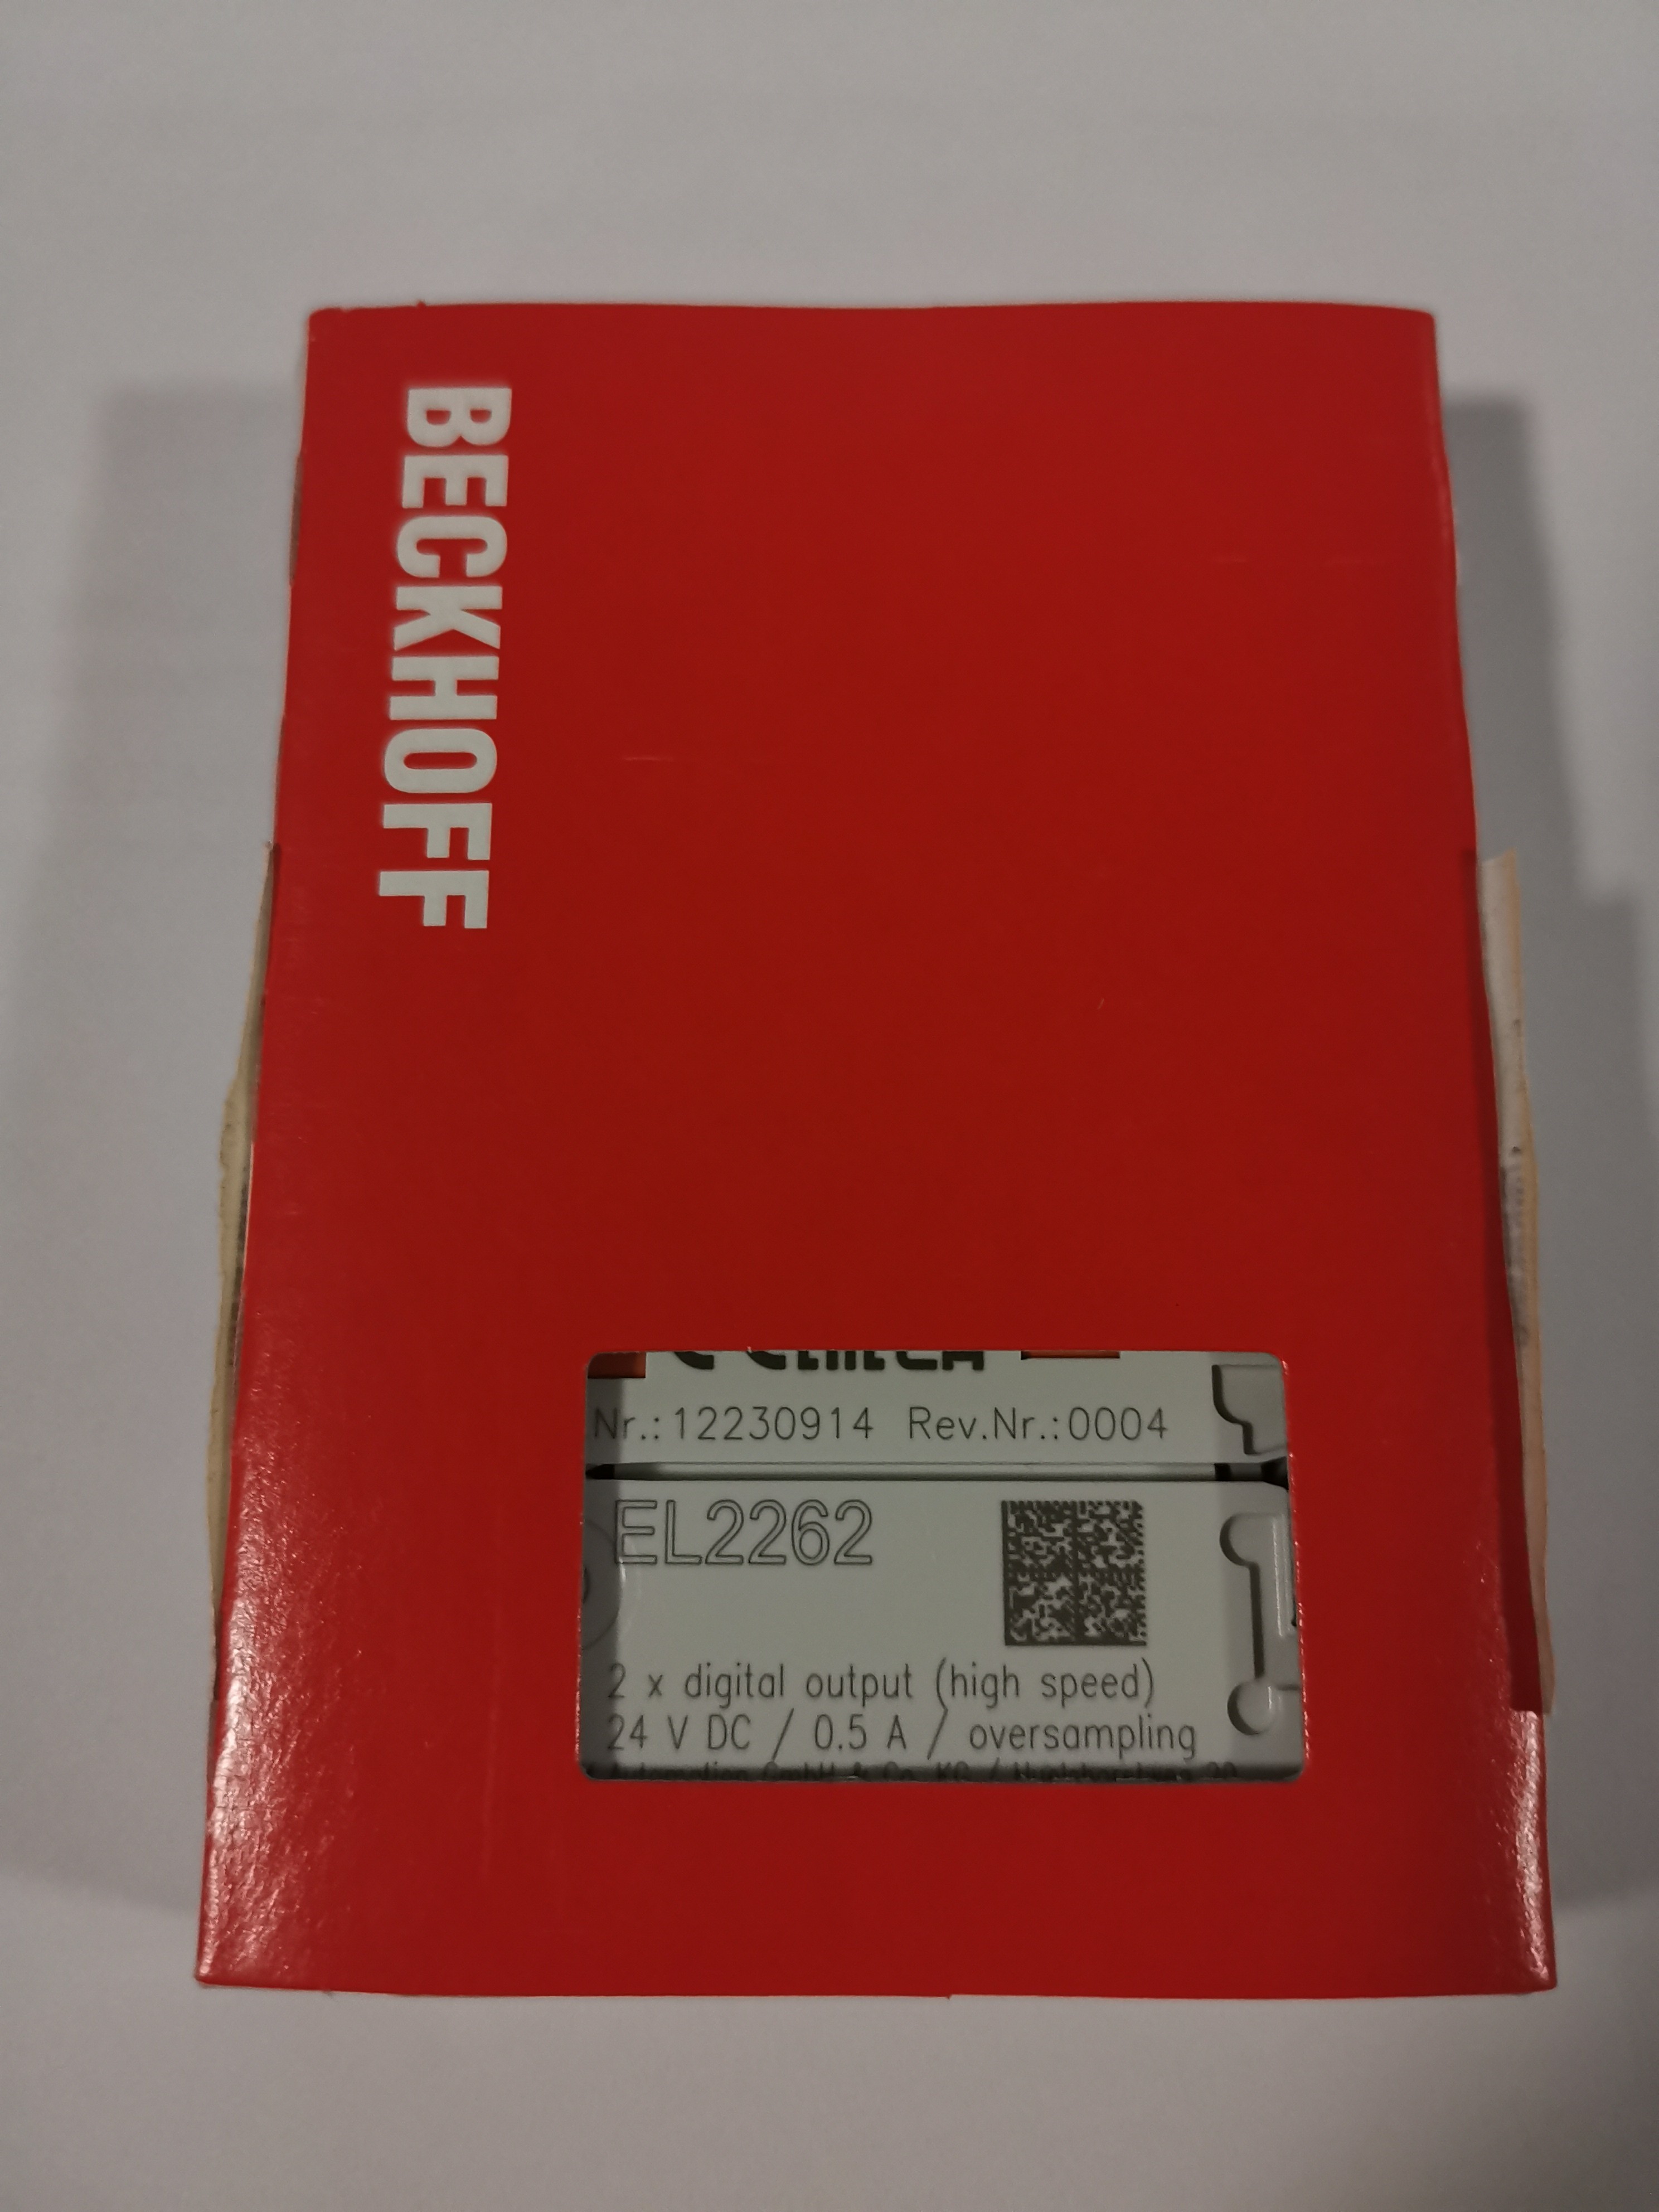 BECKHOFF
Nr.:12230914 Rev.Nr.:0004
EL2262
2 x digital output (high speed)
24 V DC / 0.5 A / oversampling